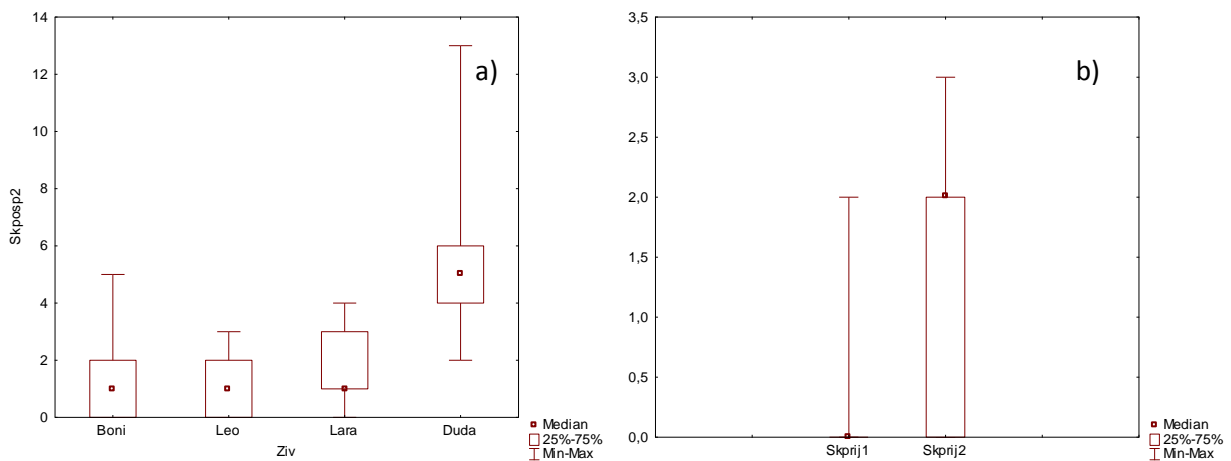 a)
14
12
10
8
6
4
2
0
Skposp2
Boni Leo Lara Duda
Ziv
Median
25%-75%
Min-Max
b)
3,5
3,0
2,5
2,0
1,5
1,0
0,5
0,0
Skprij1 Skprij2
Median
25%-75%
Min-Max